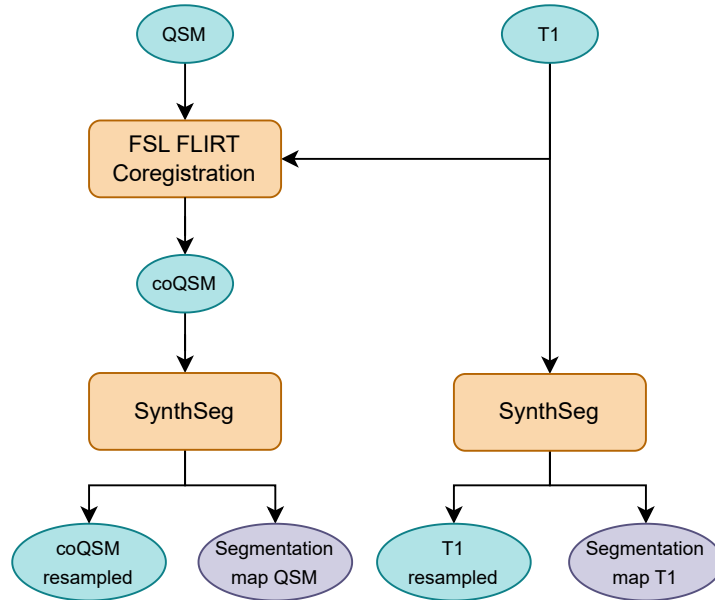 QSM
T1
FSL FLIRT
Coregistration
coQSM
SynthSeg
SynthSeg
coQSM
resampled
Segmentation
map QSM
T1
resampled
Segmentation
map T1